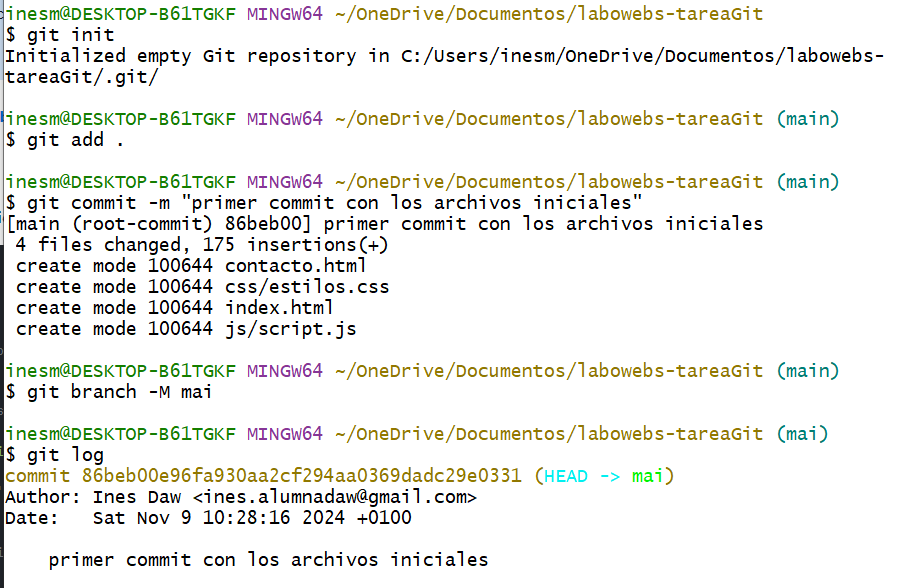 inesm@DESKTOP-B61TGKF MINGW64 ~/OneDrive/Documentos/labowebs-tareaGit
$ git init
Initialized empty Git repository in C:/Users/inesm/OneDrive/Documentos/labowebs-
tareaGit/.git/
inesm@DESKTOP-B61TGKF MINGW64 ~/OneDrive/Documentos/labowebs-tareaGit (main)
$ git add .
inesm@DESKTOP-B61TGKF MINGW64 ~/OneDrive/Documentos/labowebs-tareaGit (main)
$ git commit -m "primer commit con los archivos iniciales"
[main (root-commit) 86beb00] primer commit con los archivos iniciales
4 files changed, 175 insertions(+)
create mode 100644 contacto.html
create mode 100644 css/estilos.css
create mode 100644 index.html
create mode 100644 js/script.js
inesm@DESKTOP-B61TGKF MINGW64 ~/OneDrive/Documentos/labowebs-tareaGit (main)
$ git branch -M mai
inesm@DESKTOP-B61TGKF MINGW64 ~/OneDrive/Documentos/labowebs-tareaGit (mai)
$ git log
commit 86beb00e96fa930aa2cf294aa0369dadc29e0331 (HEAD -> mai)
Author: Ines Daw <ines.alumnadaw@gmail.com>
Date:   Sat Nov 9 10:28:16 2024 +0100
primer commit con los archivos iniciales